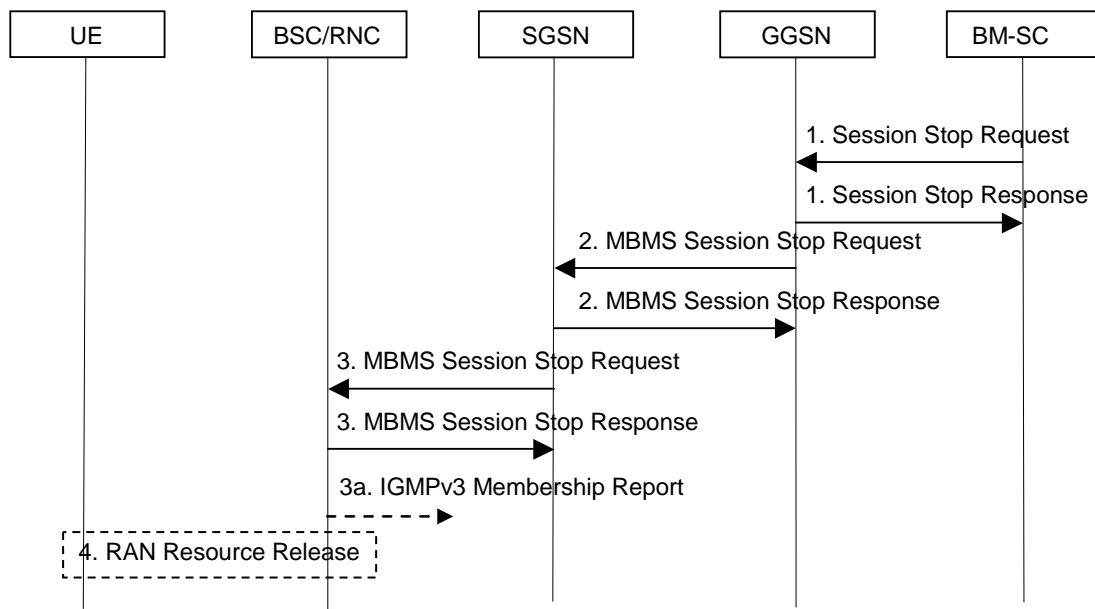 UE
BSC/RNC
SGSN
GGSN
BM-SC
1. Session Stop Request
1. Session Stop Response
2. MBMS Session Stop Request
2. MBMS Session Stop Response
3. MBMS Session Stop Request
3. MBMS Session Stop Response
3a. IGMPv3 Membership Report
4. RAN Resource Release